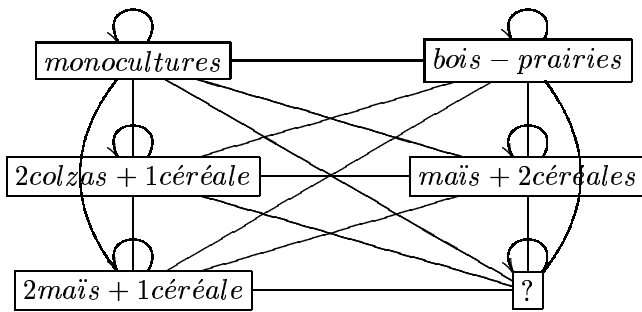 monocultures
bois - prairies
2colzas + 1céréale
maïs + 2céréales
2maïs + 1céréale
?